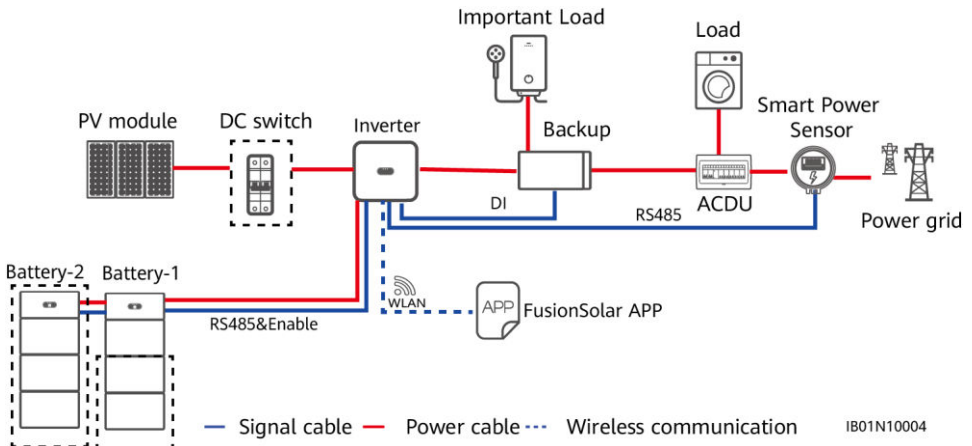 Important Load
Load
Smart Power
Sensor
PV module
DC switch
Inverter
Backup
DI
RS485
ACDU
Power grid
Battery-2
Battery-1
WLAN
APP
FusionSolar APP
RS485&Enable
Signal cable
Power cable
Wireless communication
IB01N10004